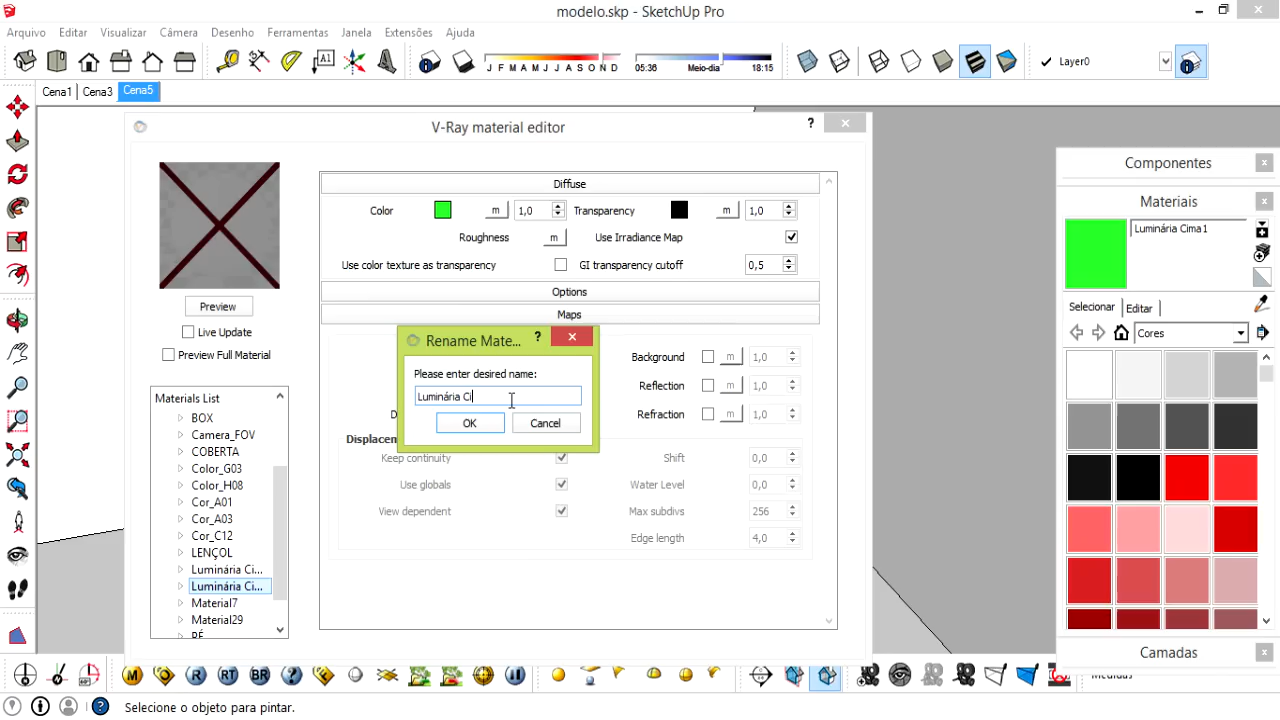 modelo.skp - SketchUp Pro
Arquivo Editar Visualizar Câmera Desenho Ferramentas Janela Extensões Ajuda
A1
J F M A M J J A S O N D
05:36 Meio-dia 18:15
Layer0
Cena1 Cena3 Cena5
V-Ray material editor
?
Diffuse
Color m 1,0 Transparency m 1,0
Roughness m Use Irradiance Map
Use color texture as transparency GI transparency cutoff 0,5
Options
Maps
Preview
Live Update
Preview Full Material
Materials List
BOX
Camera_FOV
COBERTA
Color_G03
Color_H08
Cor_A01
Cor_A03
Cor_C12
LENÇOL
Luminária Ci...
Luminária Ci...
Material7
Material29
PÉ
Rename Mate... ?
Please enter desired name:
Luminária Ci
OK Cancel
Background m 1,0
Reflection m 1,0
Refraction m 1,0
Displacem
Keep continuity Shift 0,0
Use globals Water Level 0,0
View dependent Max subdivs 256
Edge length 4,0
Componentes
Materiais
Luminária Cima1
Selecionar Editar
Cores
Camadas
M R RT BR ?
Medidas
Selecione o objeto para pintar.